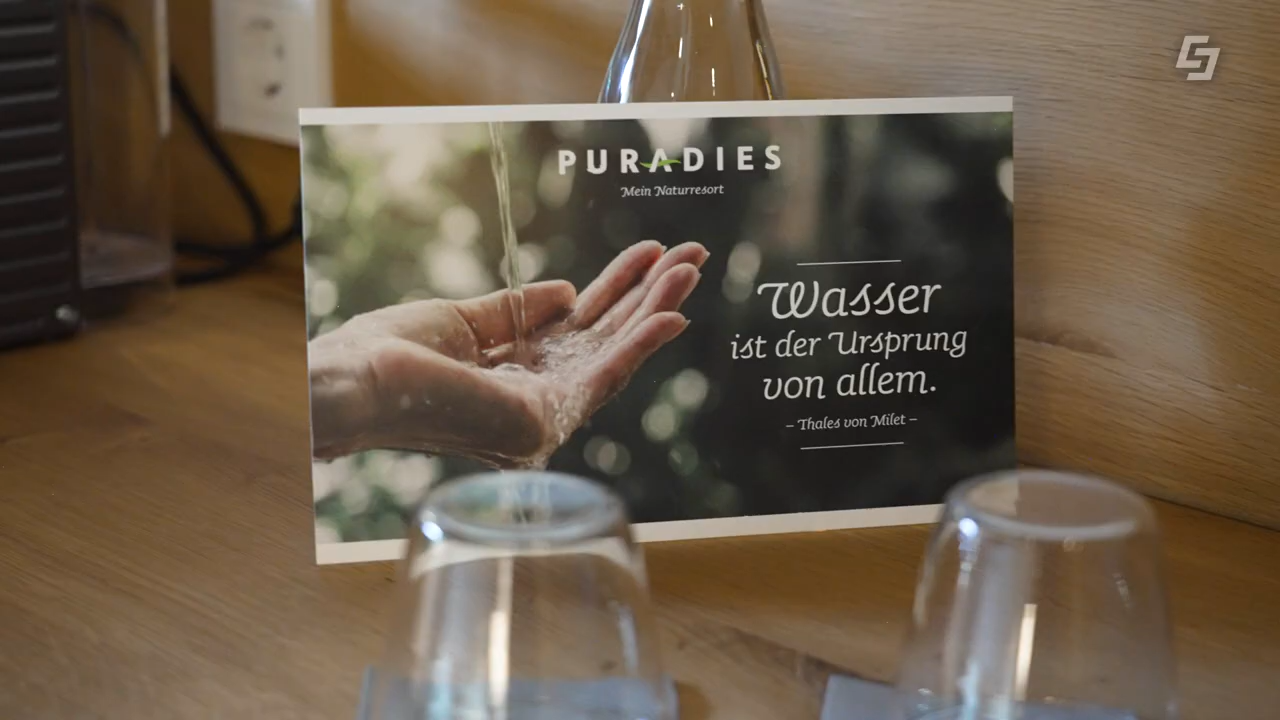 PURADIES
Mein Naturresort
Wasser
ist der Ursprung
von allem.
– Thales von Milet –